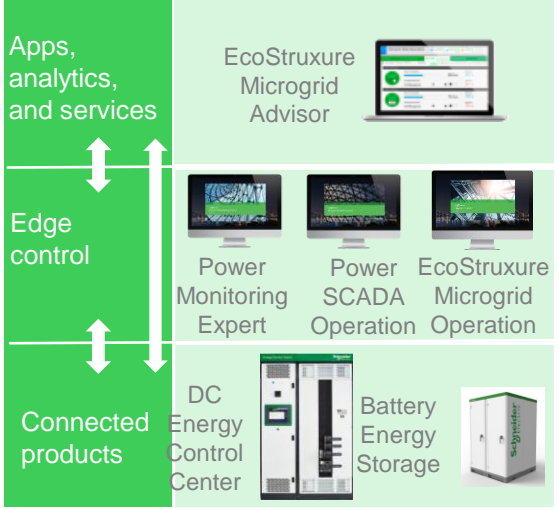 Apps,
analytics,
and services
EcoStruxure
Microgrid
Advisor
Edge
control
Power
Monitoring
Expert
Power
SCADA
Operation
EcoStruxure
Microgrid
Operation
Connected
products
DC
Energy
Control
Center
Battery
Energy
Storage
Schneider